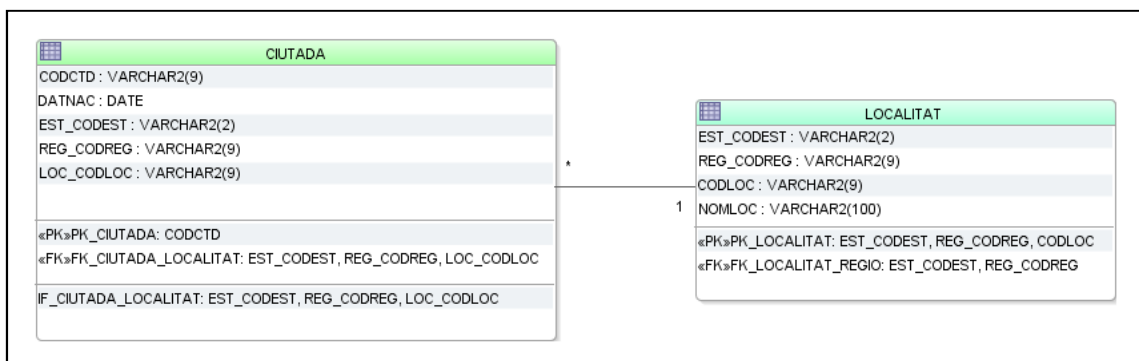 CIUTADA
CODCTD : VARCHAR2(9)
DATNAC : DATE
EST_CODEST : VARCHAR2(2)
REG_CODREG : VARCHAR2(9)
LOC_CODLOC : VARCHAR2(9)
«PK»PK_CIUTADA: CODCTD
«FK»FK_CIUTADA_LOCALITAT: EST_CODEST, REG_CODREG, LOC_CODLOC
IF_CIUTADA_LOCALITAT: EST_CODEST, REG_CODREG, LOC_CODLOC
*
1
LOCALITAT
EST_CODEST : VARCHAR2(2)
REG_CODREG : VARCHAR2(9)
CODLOC : VARCHAR2(9)
NOMLOC : VARCHAR2(100)
«PK»PK_LOCALITAT: EST_CODEST, REG_CODREG, CODLOC
«FK»FK_LOCALITAT_REGIO: EST_CODEST, REG_CODREG